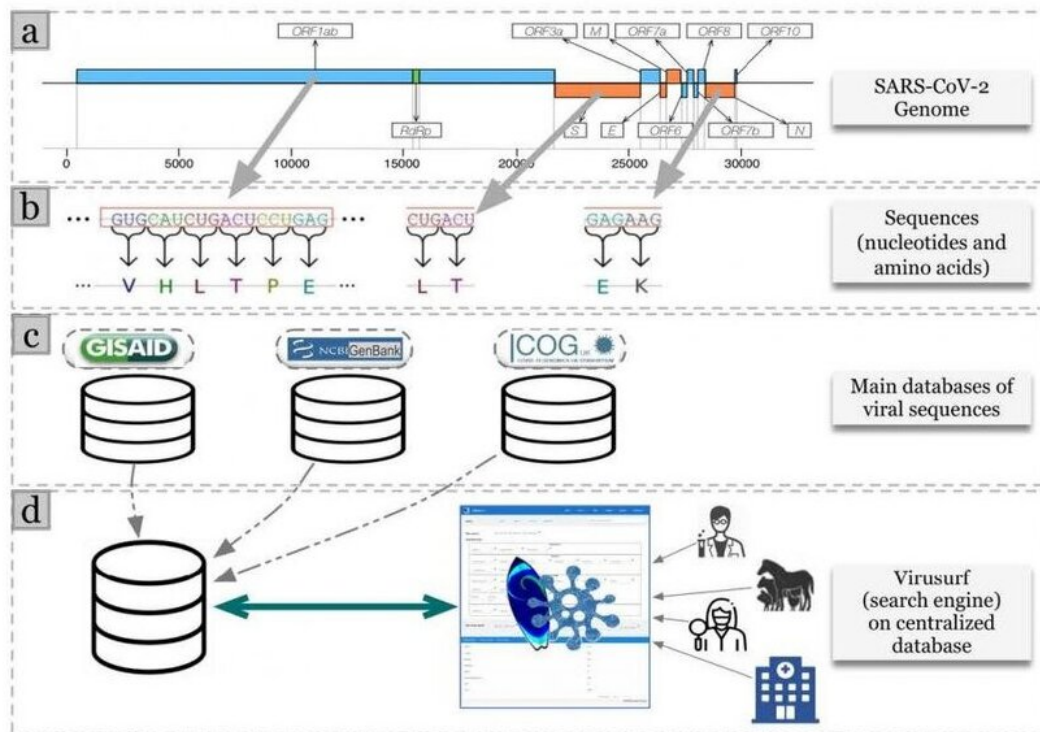 a
ORF1ab
ORF3a
M
ORF7a
ORF8
ORF10
SARS-CoV-2
Genome
RdRp
S
E
ORF6
ORF7b
N
0
5000
10000
15000
20000
25000
30000
b
... GUGCAUCUGACUCCUGAG ...
CUGACU
GAGAAG
... V H L T P E ...
L T
E K
Sequences
(nucleotides and
amino acids)
c
GISAID
NCBI GenBank
COG UK
Main databases of
viral sequences
d
Virusurf
(search engine)
on centralized
database